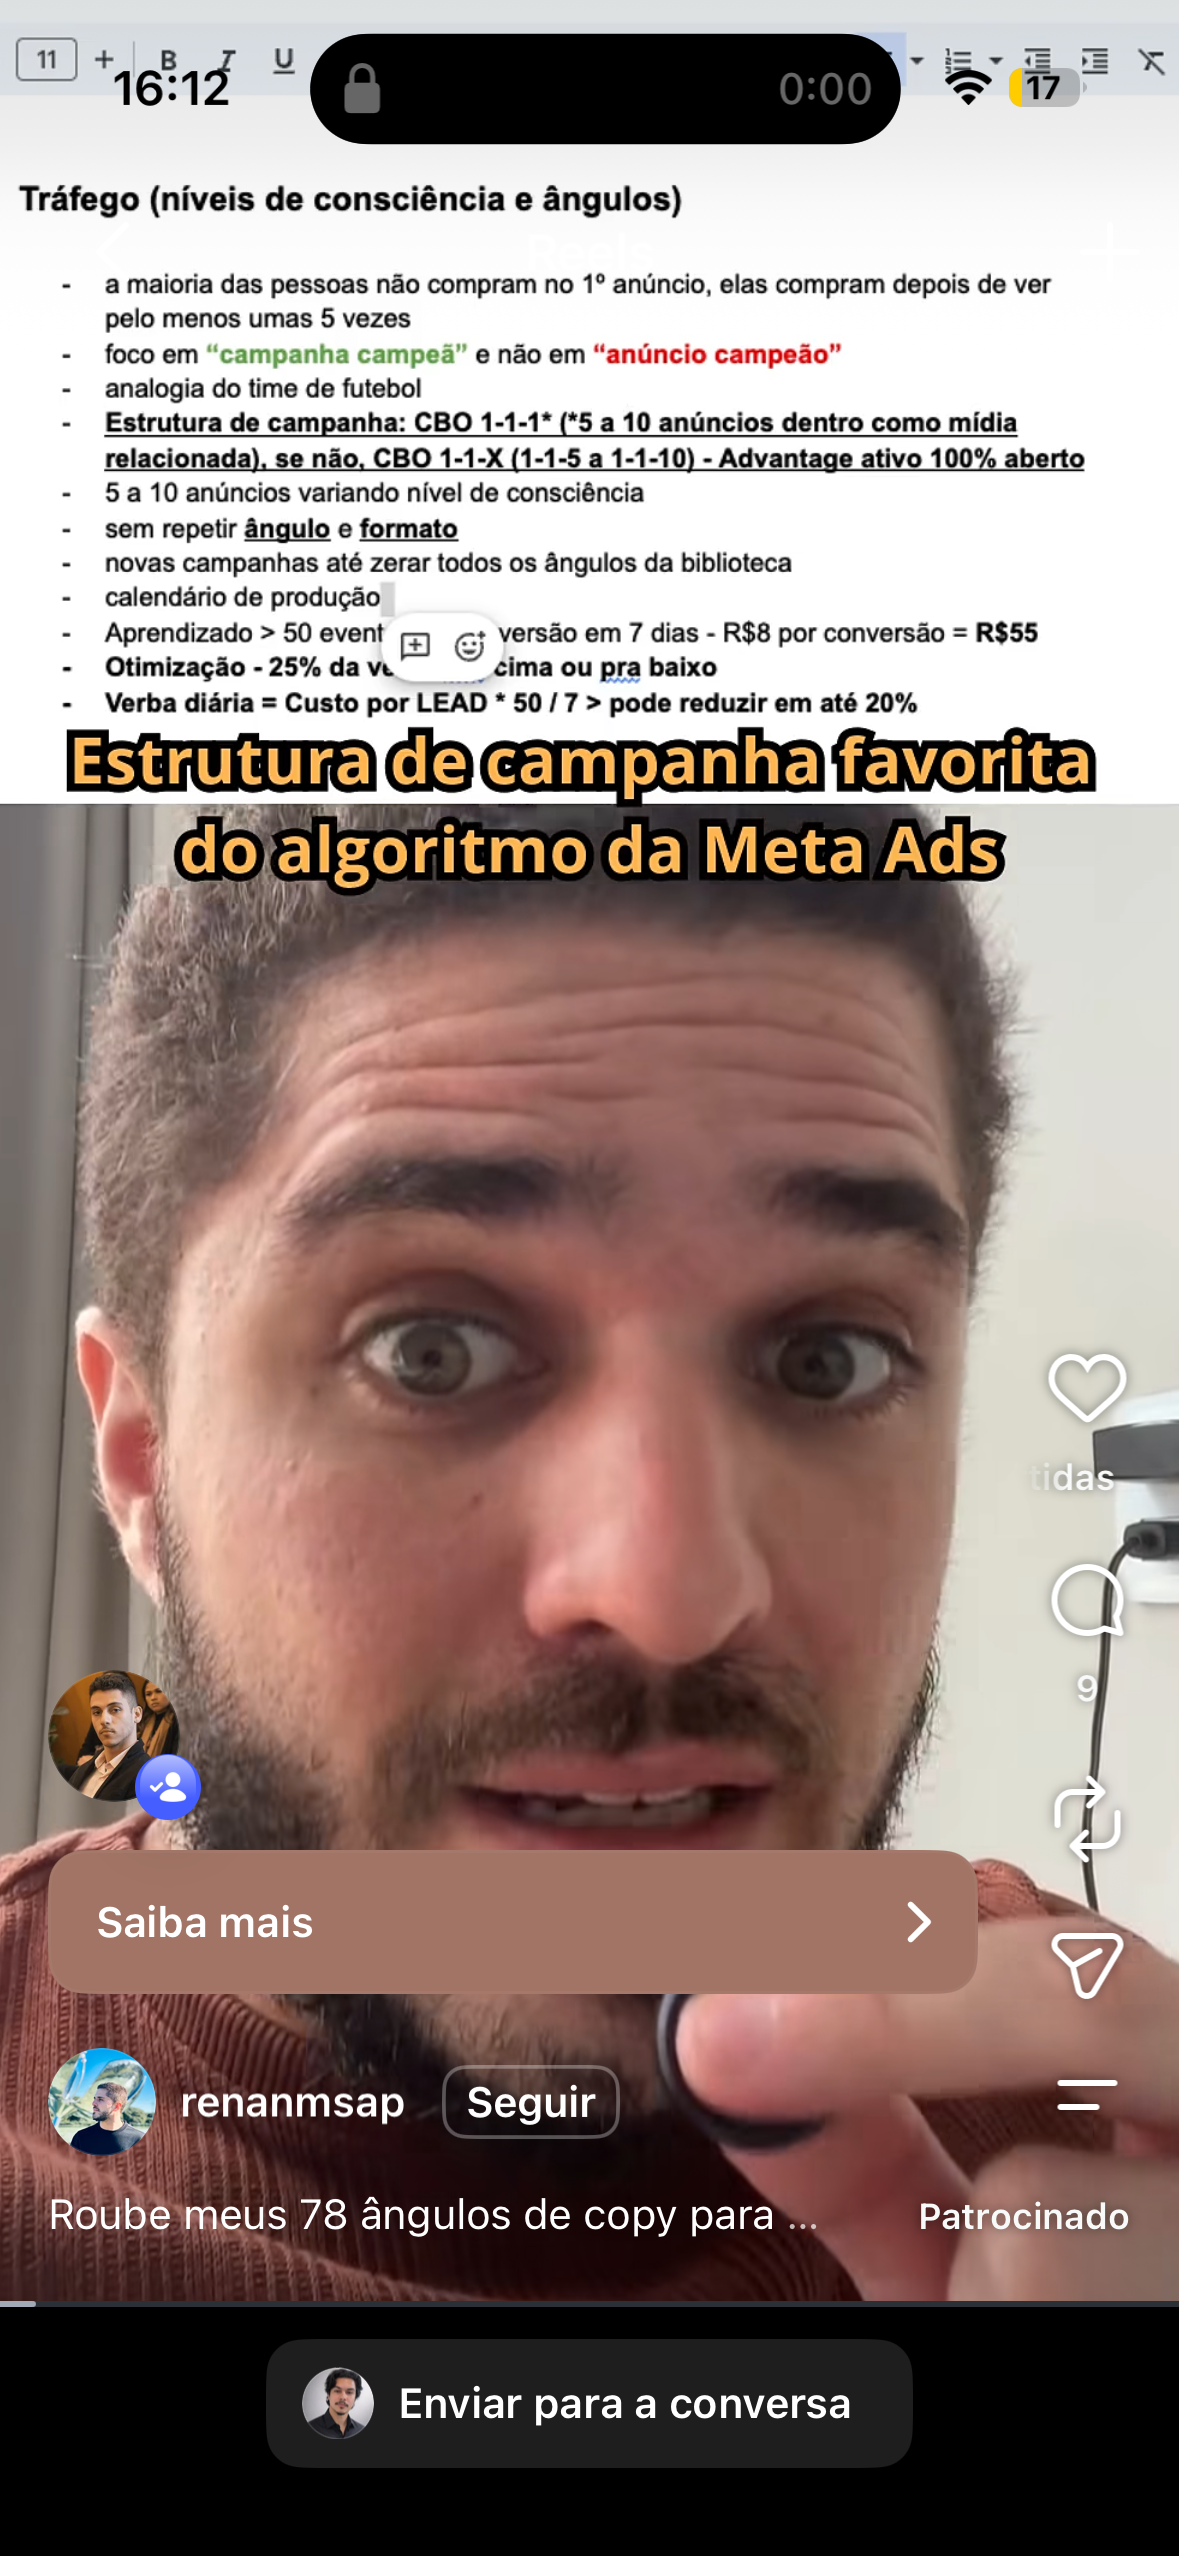 11 + B I U
16:12
0:00
17
Tráfego (níveis de consciência e ângulos)
Reels
- a maioria das pessoas não compram no 1º anúncio, elas compram depois de ver
pelo menos umas 5 vezes
- foco em “campanha campeã” e não em “anúncio campeão”
- analogia do time de futebol
- Estrutura de campanha: CBO 1-1-1* (*5 a 10 anúncios dentro como mídia
relacionada), se não, CBO 1-1-X (1-1-5 a 1-1-10) - Advantage ativo 100% aberto
- 5 a 10 anúncios variando nível de consciência
- sem repetir ângulo e formato
- novas campanhas até zerar todos os ângulos da biblioteca
- calendário de produção
- Aprendizado > 50 event versão em 7 dias - R$8 por conversão = R$55
- Otimização - 25% da ve cima ou pra baixo
- Verba diária = Custo por LEAD * 50 / 7 > pode reduzir em até 20%
Estrutura de campanha favorita
do algoritmo da Meta Ads
tidas
9
Saiba mais
renanmsap Seguir
Roube meus 78 ângulos de copy para ...
Patrocinado
Enviar para a conversa